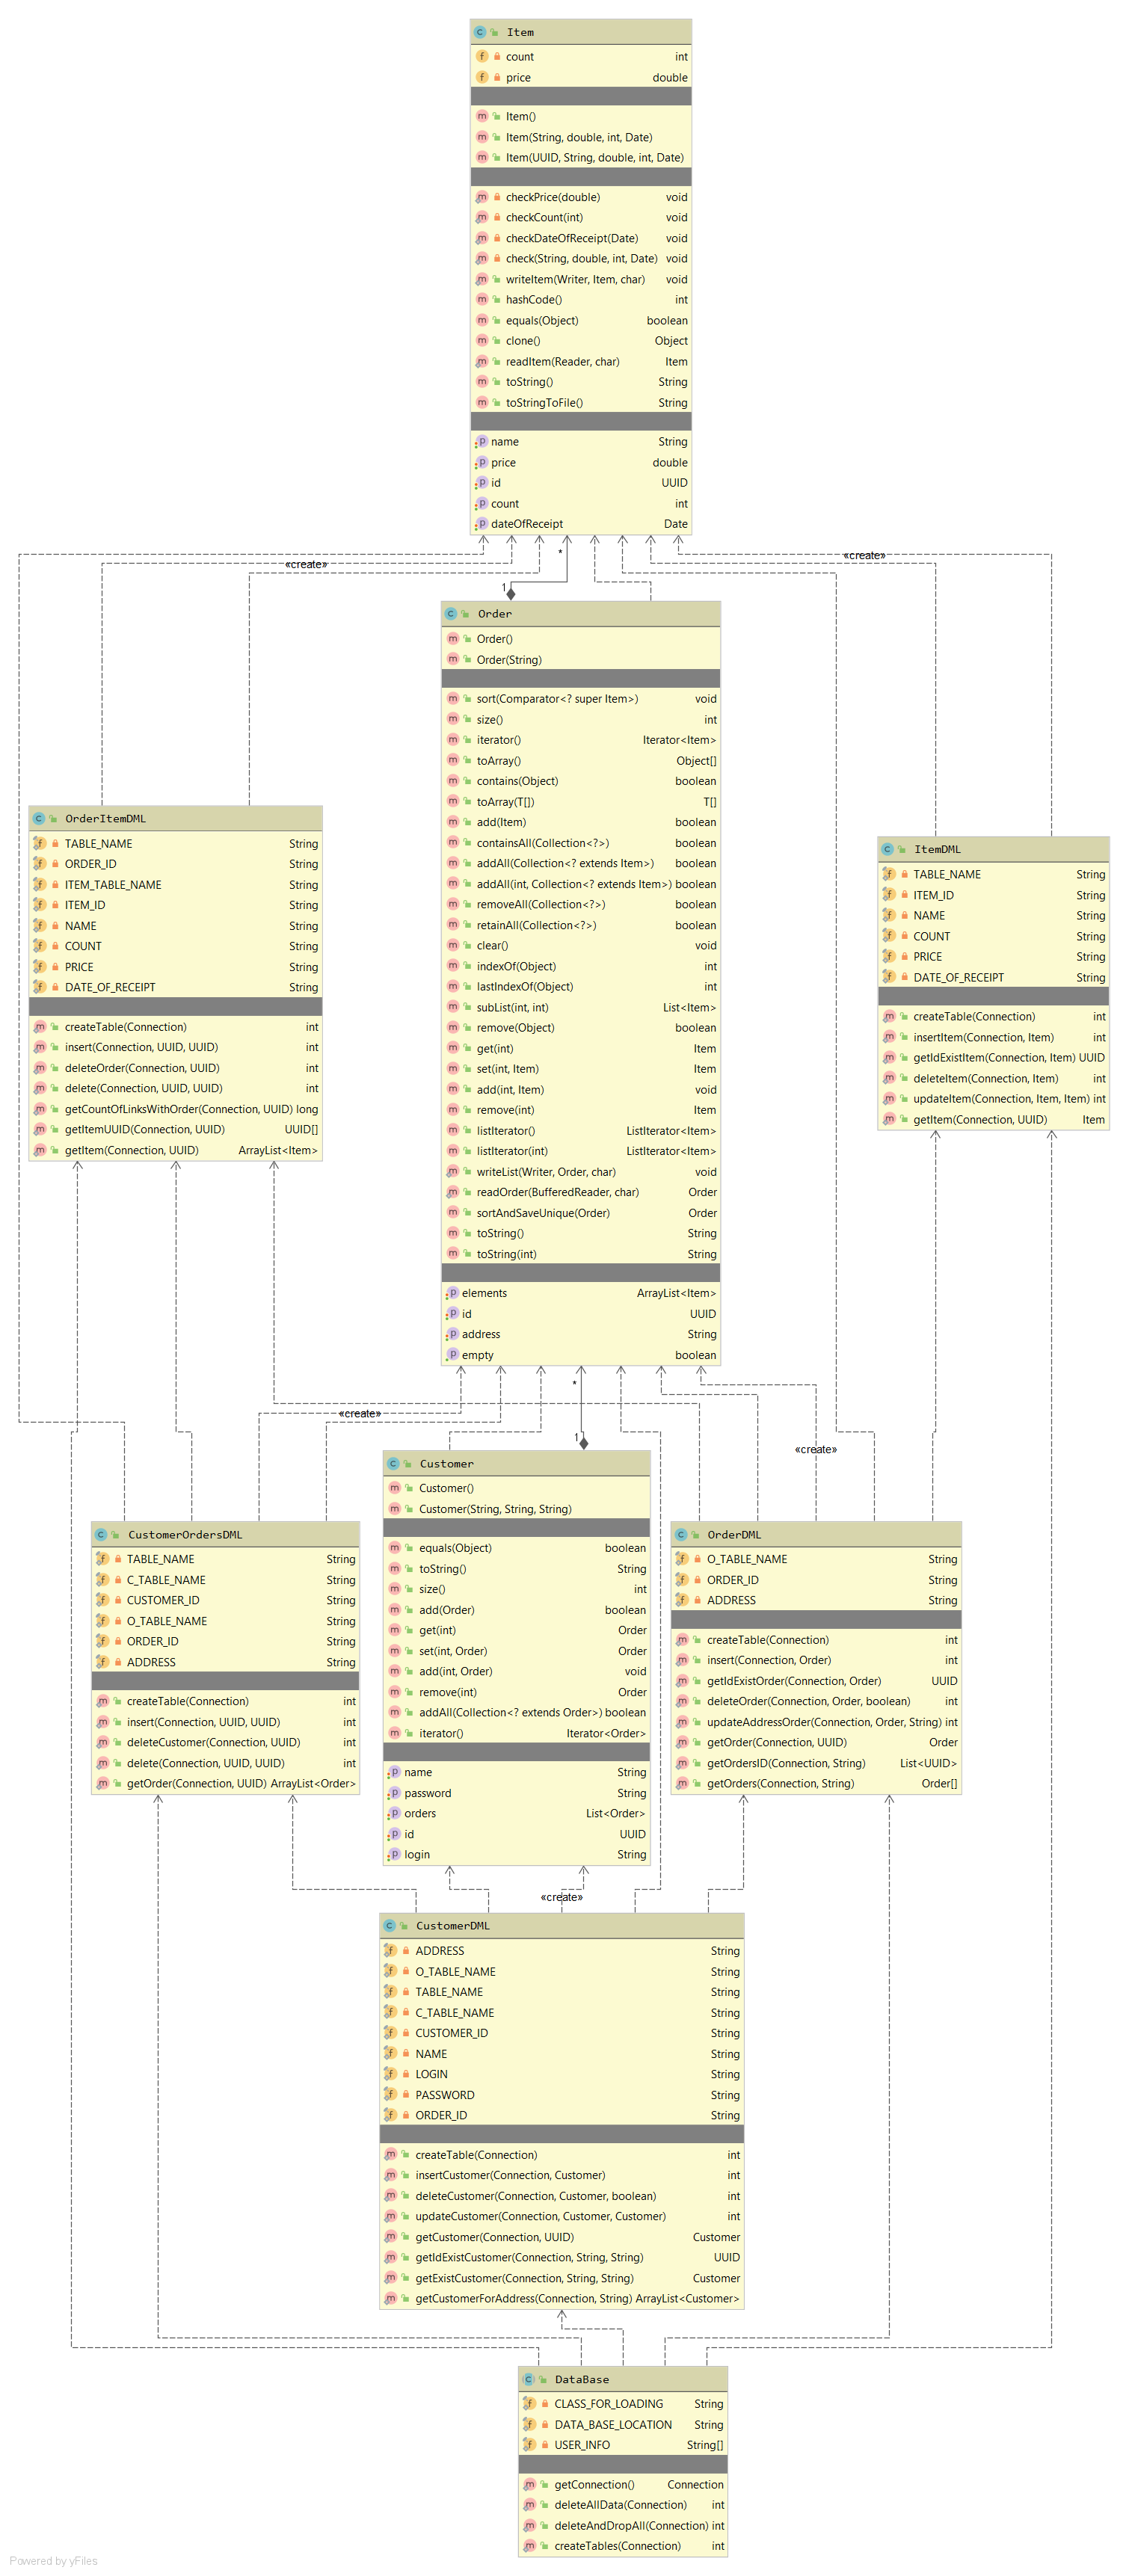 Item
count int
price double
Item()
Item(String, double, int, Date)
Item(UUID, String, double, int, Date)
checkPrice(double) void
checkCount(int) void
checkDateOfReceipt(Date) void
check(String, double, int, Date) void
writeItem(Writer, Item, char) void
hashCode() int
equals(Object) boolean
clone() Object
readItem(Reader, char) Item
toString() String
toStringToFile() String
name String
price double
id UUID
count int
dateOfReceipt Date
«create»
*
«create»
1
Order
Order()
Order(String)
sort(Comparator<? super Item>) void
size() int
iterator() Iterator<Item>
toArray() Object[]
contains(Object) boolean
toArray(T[]) T[]
add(Item) boolean
containsAll(Collection<?>) boolean
addAll(Collection<? extends Item>) boolean
addAll(int, Collection<? extends Item>) boolean
removeAll(Collection<?>) boolean
retainAll(Collection<?>) boolean
clear() void
indexOf(Object) int
lastIndexOf(Object) int
subList(int, int) List<Item>
remove(Object) boolean
get(int) Item
set(int, Item) Item
add(int, Item) void
remove(int) Item
listIterator() ListIterator<Item>
listIterator(int) ListIterator<Item>
writeList(Writer, Order, char) void
readOrder(BufferedReader, char) Order
sortAndSaveUnique(Order) Order
toString() String
toString(int) String
elements ArrayList<Item>
id UUID
address String
empty boolean
OrderItemDML
TABLE_NAME String
ORDER_ID String
ITEM_TABLE_NAME String
ITEM_ID String
NAME String
COUNT String
PRICE String
DATE_OF_RECEIPT String
createTable(Connection) int
insert(Connection, UUID, UUID) int
deleteOrder(Connection, UUID) int
delete(Connection, UUID, UUID) int
getCountOfLinksWithOrder(Connection, UUID) long
getItemUUID(Connection, UUID) UUID[]
getItem(Connection, UUID) ArrayList<Item>
ItemDML
TABLE_NAME String
ITEM_ID String
NAME String
COUNT String
PRICE String
DATE_OF_RECEIPT String
createTable(Connection) int
insertItem(Connection, Item) int
getIdExistItem(Connection, Item) UUID
deleteItem(Connection, Item) int
updateItem(Connection, Item, Item) int
getItem(Connection, UUID) Item
*
«create»
1
«create»
Customer
Customer()
Customer(String, String, String)
equals(Object) boolean
toString() String
size() int
add(Order) boolean
get(int) Order
set(int, Order) Order
add(int, Order) void
remove(int) Order
addAll(Collection<? extends Order>) boolean
iterator() Iterator<Order>
name String
password String
orders List<Order>
id UUID
login String
CustomerOrdersDML
TABLE_NAME String
C_TABLE_NAME String
CUSTOMER_ID String
O_TABLE_NAME String
ORDER_ID String
ADDRESS String
createTable(Connection) int
insert(Connection, UUID, UUID) int
deleteCustomer(Connection, UUID) int
delete(Connection, UUID, UUID) int
getOrder(Connection, UUID) ArrayList<Order>
OrderDML
O_TABLE_NAME String
ORDER_ID String
ADDRESS String
createTable(Connection) int
insert(Connection, Order) int
getIdExistOrder(Connection, Order) UUID
deleteOrder(Connection, Order, boolean) int
updateAddressOrder(Connection, Order, String) int
getOrder(Connection, UUID) Order
getOrdersID(Connection, String) List<UUID>
getOrders(Connection, String) Order[]
«create»
CustomerDML
ADDRESS String
O_TABLE_NAME String
TABLE_NAME String
C_TABLE_NAME String
CUSTOMER_ID String
NAME String
LOGIN String
PASSWORD String
ORDER_ID String
createTable(Connection) int
insertCustomer(Connection, Customer) int
deleteCustomer(Connection, Customer, boolean) int
updateCustomer(Connection, Customer, Customer) int
getCustomer(Connection, UUID) Customer
getIdExistCustomer(Connection, String, String) UUID
getExistCustomer(Connection, String, String) Customer
getCustomerForAddress(Connection, String) ArrayList<Customer>
DataBase
CLASS_FOR_LOADING String
DATA_BASE_LOCATION String
USER_INFO String[]
getConnection() Connection
deleteAllData(Connection) int
deleteAndDropAll(Connection) int
createTables(Connection) int
Powered by yFiles